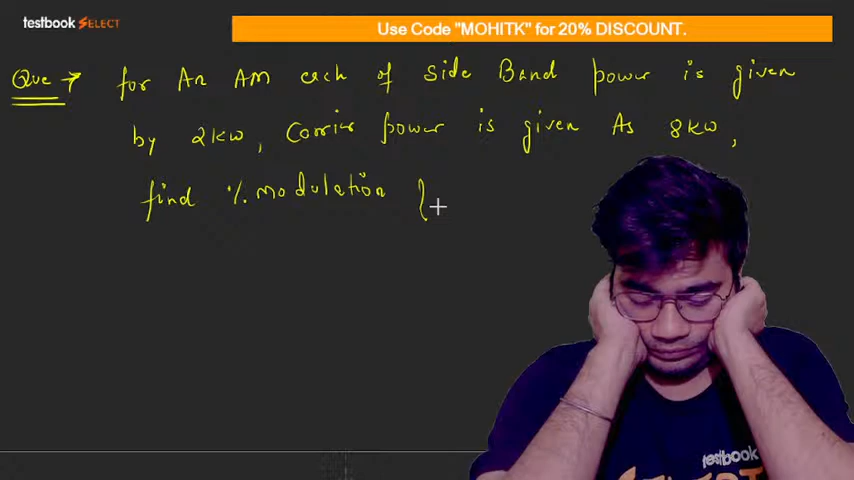 testbook SELECT
Use Code "MOHITK" for 20% DISCOUNT.
Que → for An AM each of Side Band power is given
by 2kw, Carrier power is given As 8kw,
find % modulation {
testbook